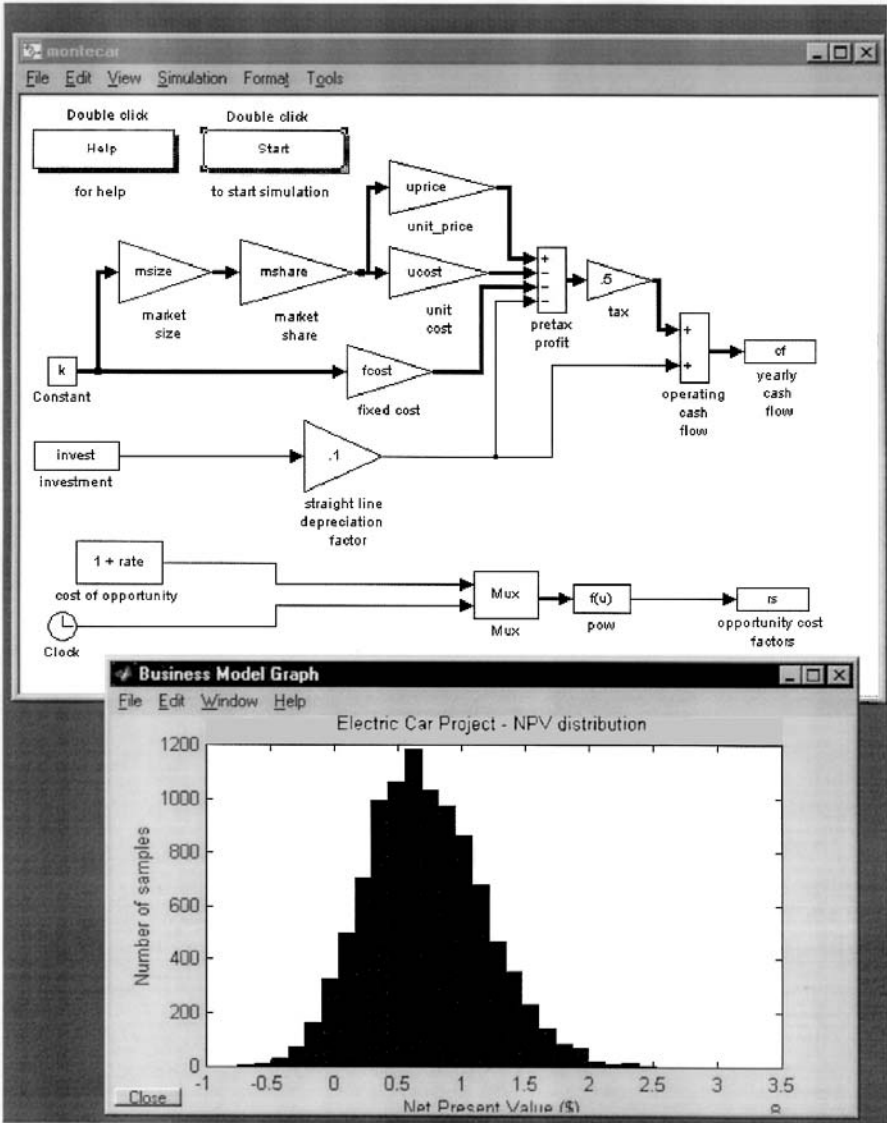 montecar
File Edit View Simulation Format Tools
Double click
Double click
Help
Start
for help
to start simulation
uprice
unit_price
msize
market
size
mshare
market
share
ucost
unit
cost
+
−
−
−
pretax
profit
.5
tax
k
Constant
fcost
fixed cost
+
+
operating
cash
flow
cf
yearly
cash
flow
invest
investment
.1
straight line
depreciation
factor
1 + rate
cost of opportunity
Clock
Mux
Mux
f(u)
pow
rs
opportunity cost
factors
Business Model Graph
File Edit Window Help
Electric Car Project - NPV distribution
Number of samples
1200
1000
800
600
400
200
0
-1 -0.5 0 0.5 1 1.5 2 2.5 3 3.5
Net Present Value ($)
Close